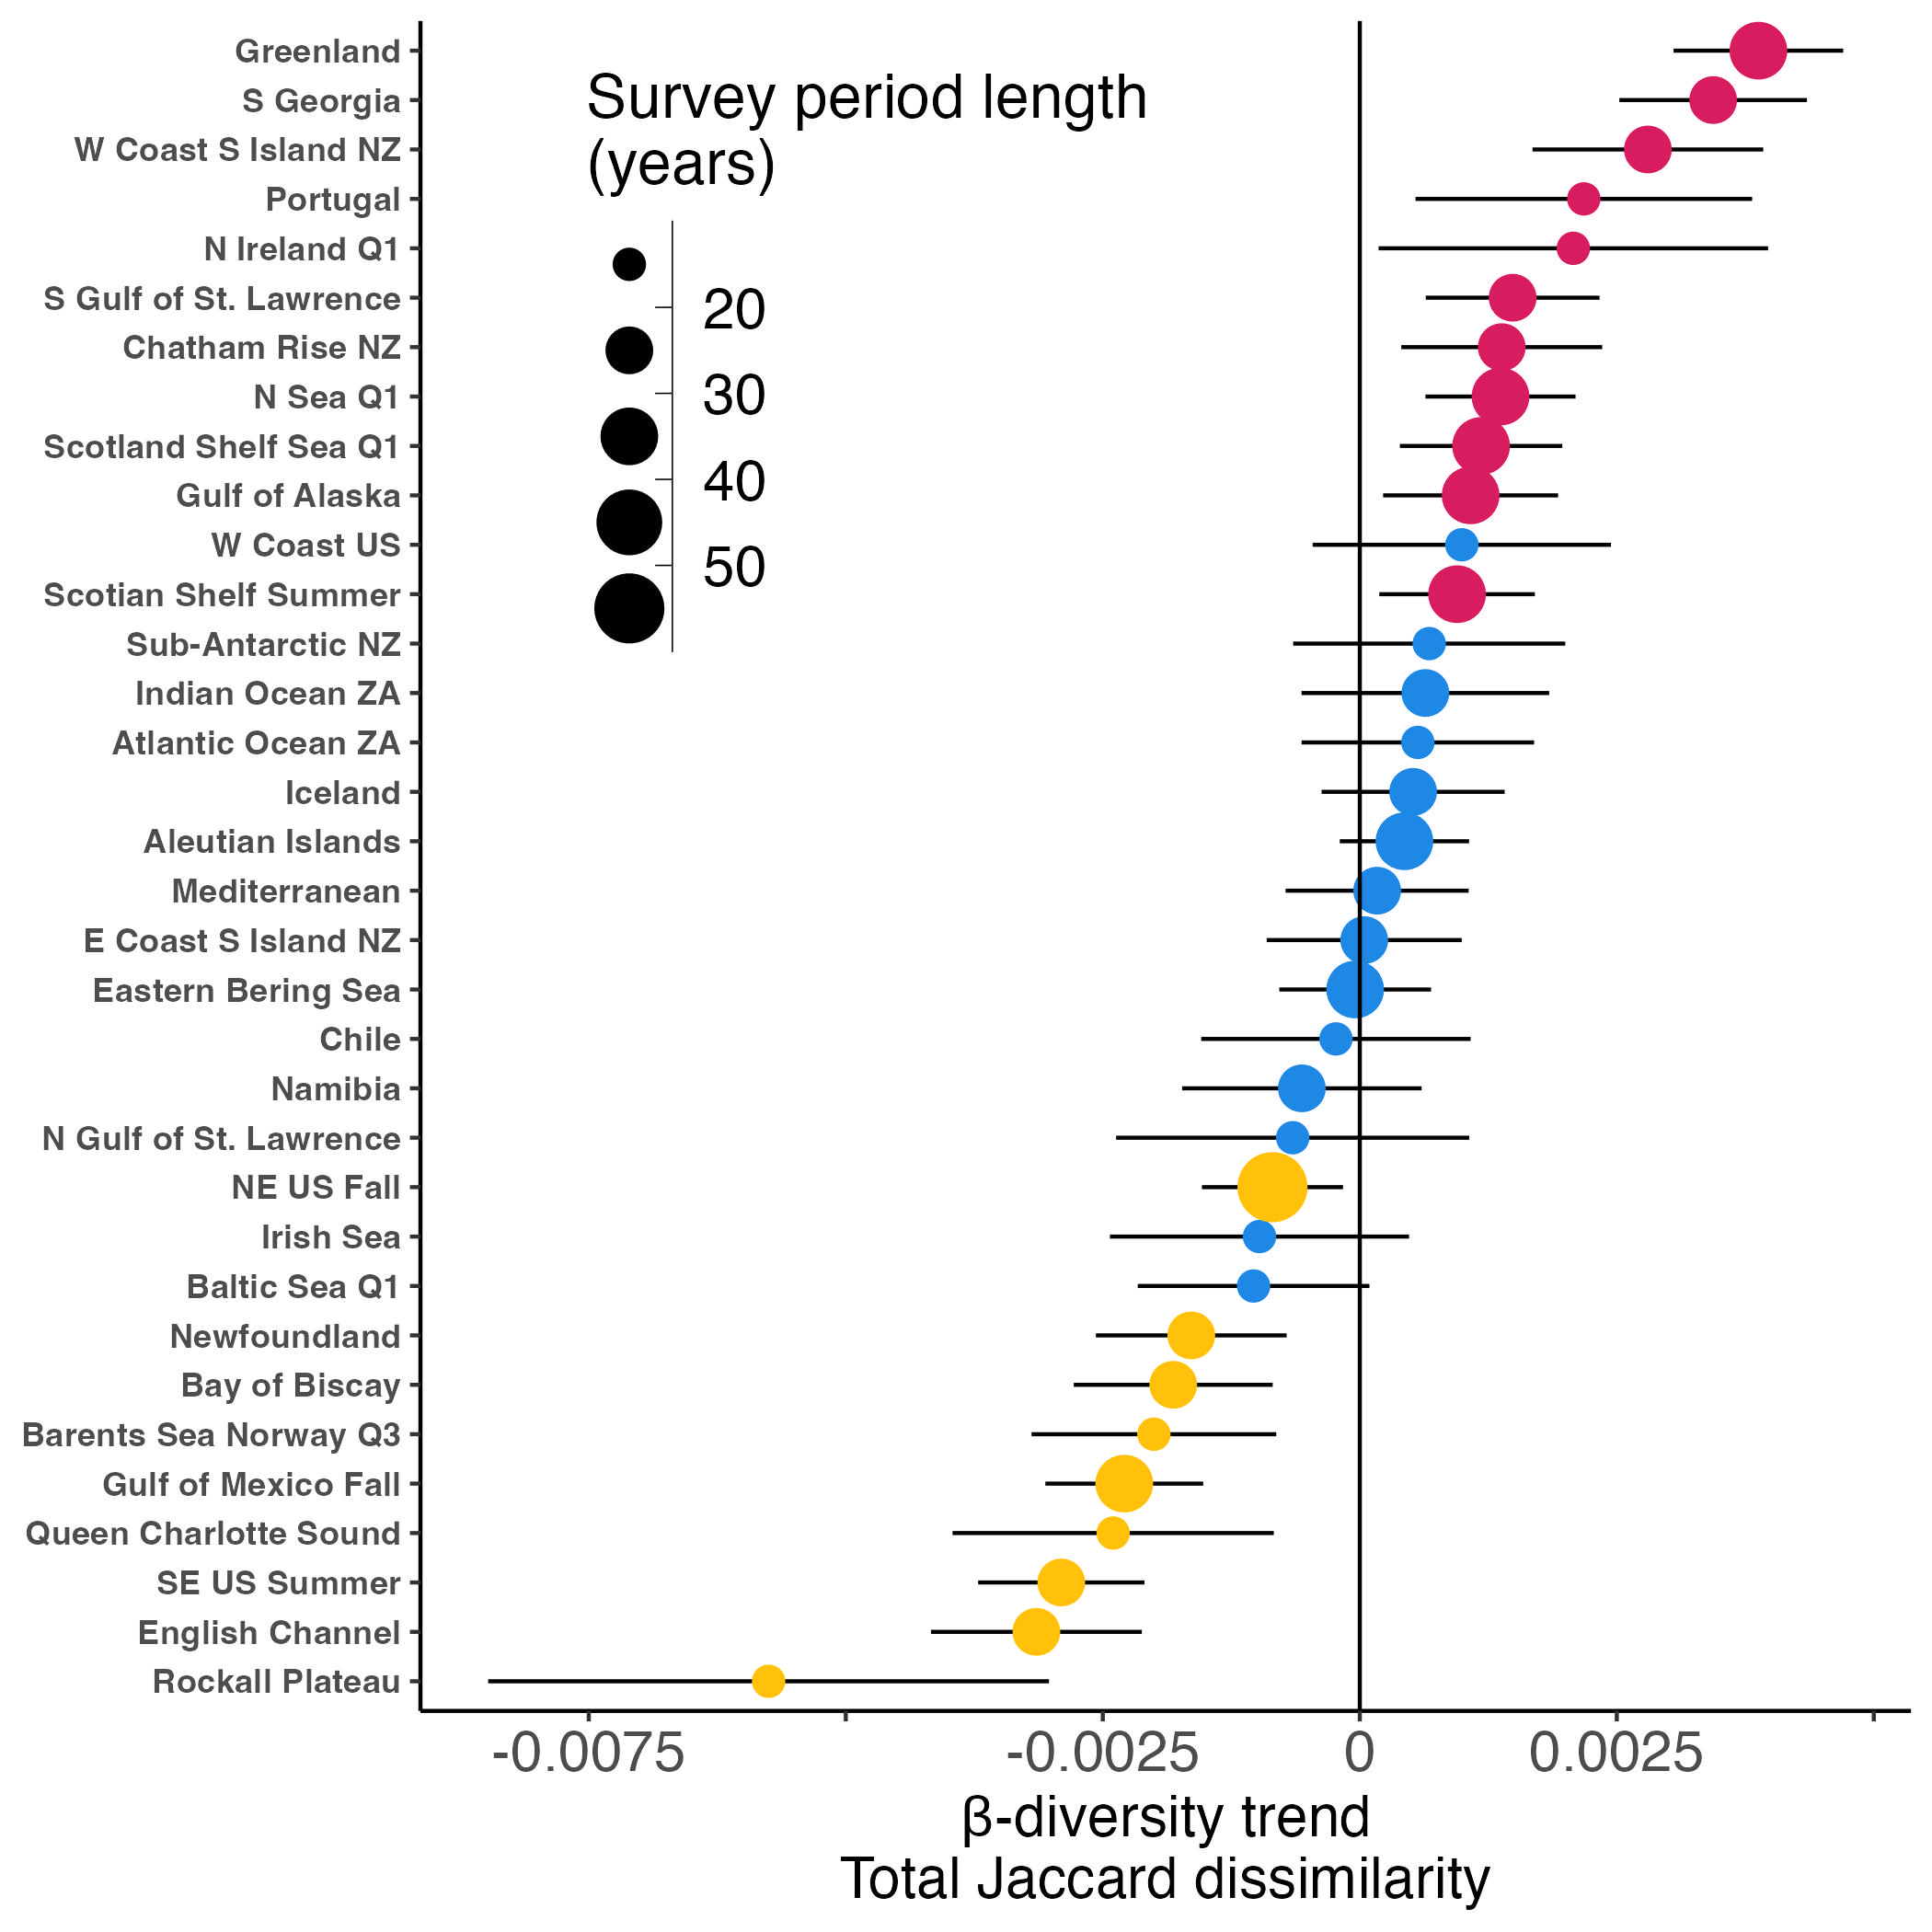 Greenland
S Georgia
W Coast S Island NZ
Portugal
N Ireland Q1
S Gulf of St. Lawrence
Chatham Rise NZ
N Sea Q1
Scotland Shelf Sea Q1
Gulf of Alaska
W Coast US
Scotian Shelf Summer
Sub-Antarctic NZ
Indian Ocean ZA
Atlantic Ocean ZA
Iceland
Aleutian Islands
Mediterranean
E Coast S Island NZ
Eastern Bering Sea
Chile
Namibia
N Gulf of St. Lawrence
NE US Fall
Irish Sea
Baltic Sea Q1
Newfoundland
Bay of Biscay
Barents Sea Norway Q3
Gulf of Mexico Fall
Queen Charlotte Sound
SE US Summer
English Channel
Rockall Plateau
Survey period length
(years)
20
30
40
50
-0.0075 -0.0025 0 0.0025
β-diversity trend
Total Jaccard dissimilarity